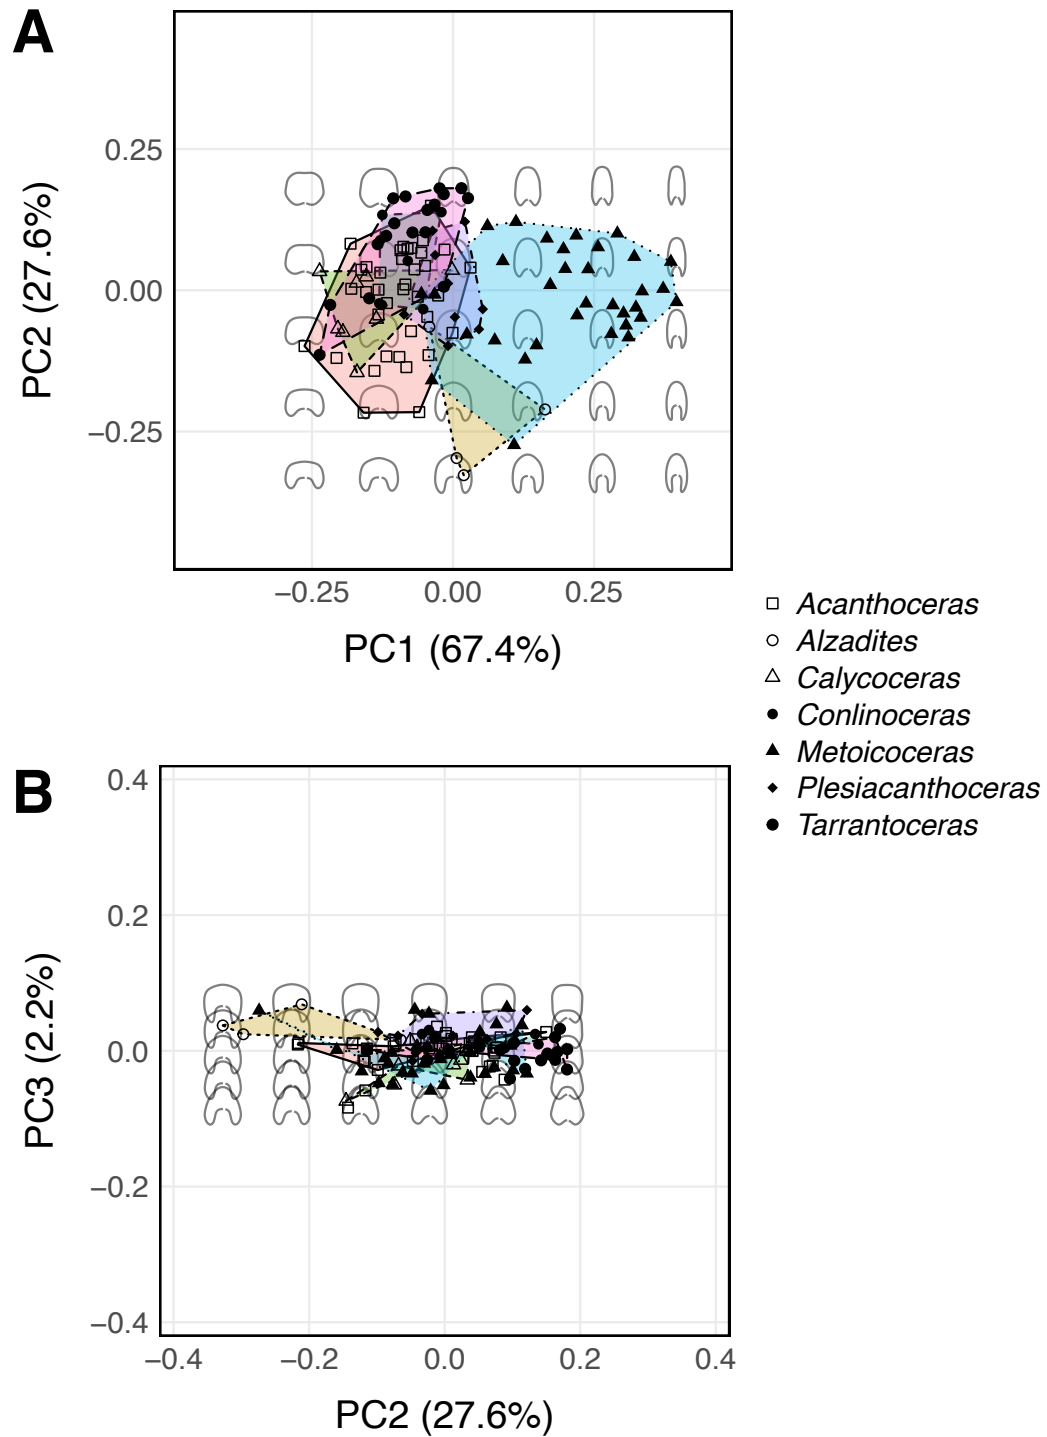 A
PC2 (27.6%)
0.25
0.00
−0.25
−0.25
0.00
0.25
PC1 (67.4%)
Acanthoceras
Alzadites
Calycoceras
Conlinoceras
Metoicoceras
Plesiacanthoceras
Tarrantoceras
B
PC3 (2.2%)
0.4
0.2
0.0
−0.2
−0.4
−0.4
−0.2
0.0
0.2
0.4
PC2 (27.6%)